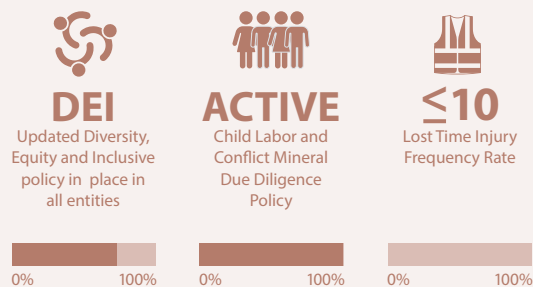 DEI
Updated Diversity,
Equity and Inclusive
policy in place in
all entities
0% 100%
ACTIVE
Child Labor and
Conflict Mineral
Due Diligence
Policy
0% 100%
≤10
Lost Time Injury
Frequency Rate
0% 100%